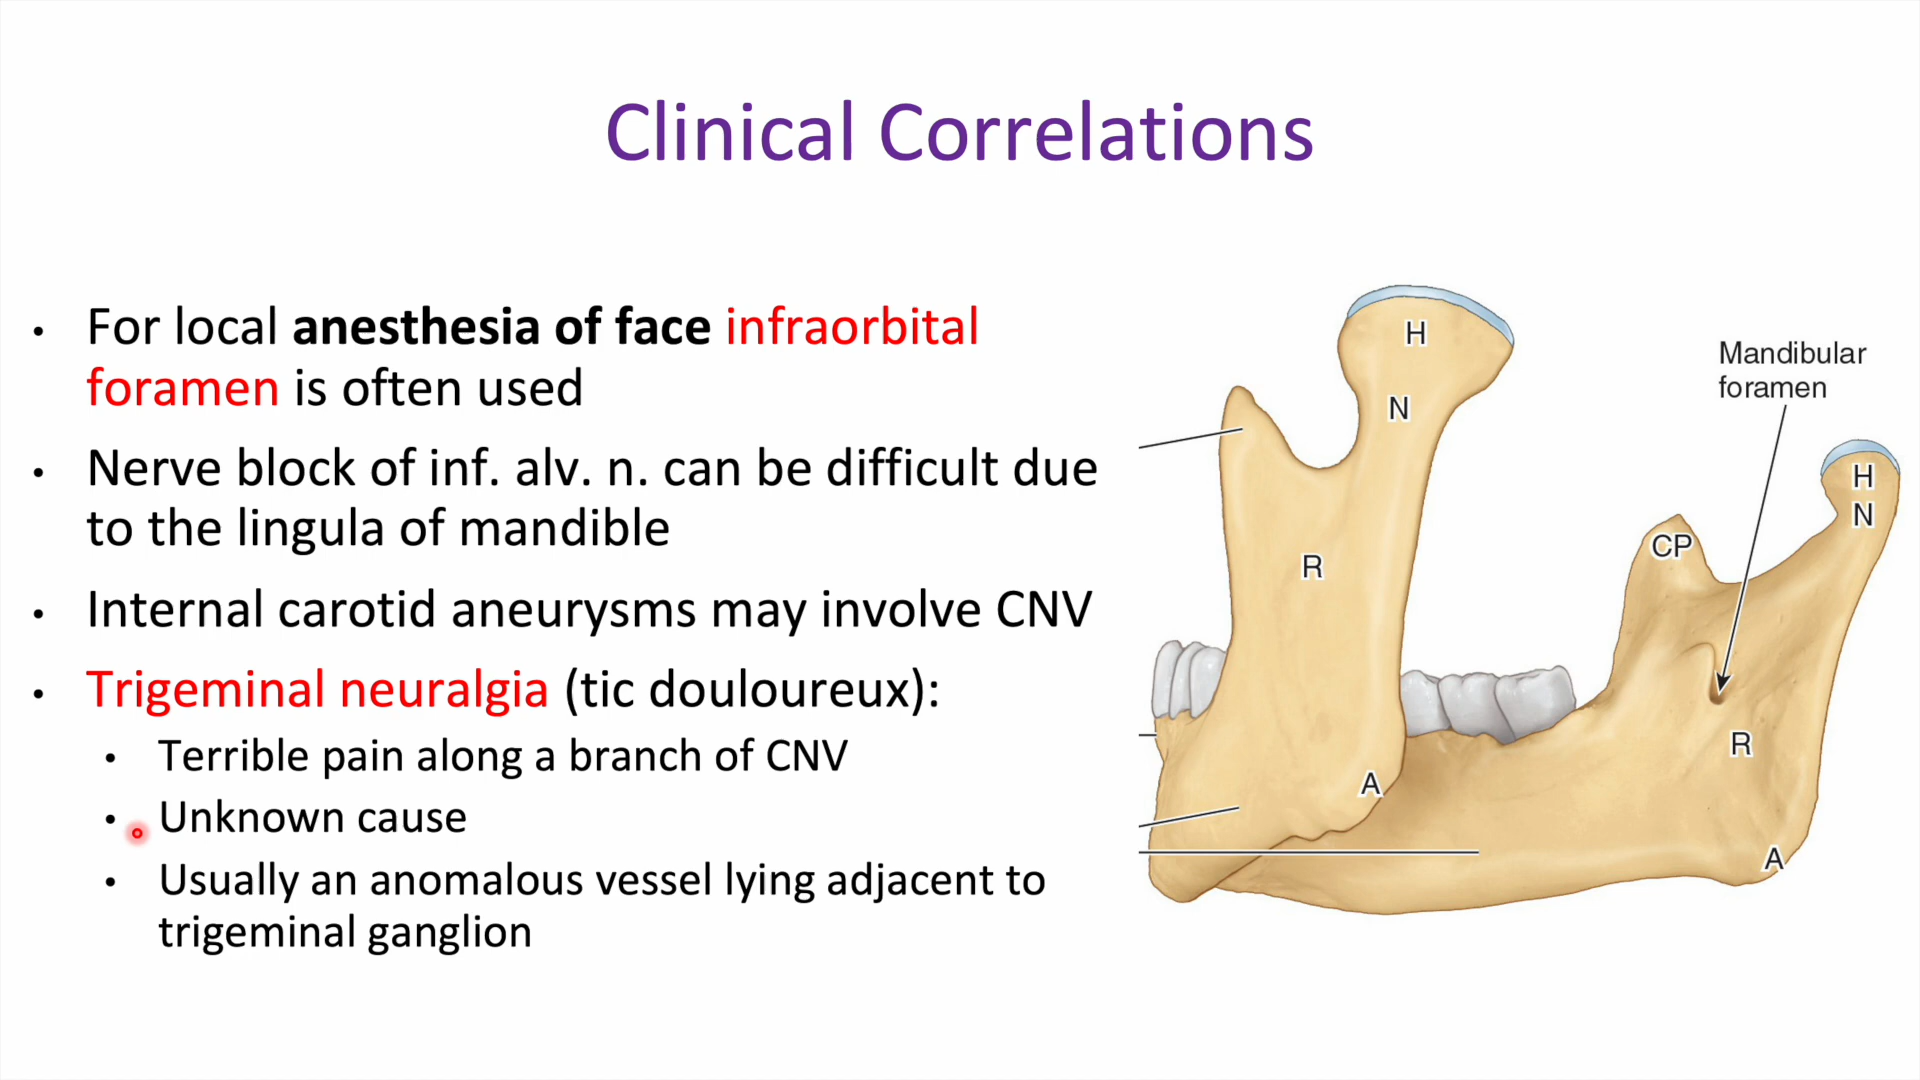 Clinical Correlations
• For local anesthesia of face infraorbital
foramen is often used
• Nerve block of inf. alv. n. can be difficult due
to the lingula of mandible
• Internal carotid aneurysms may involve CNV
• Trigeminal neuralgia (tic douloureux):
• Terrible pain along a branch of CNV
• Unknown cause
• Usually an anomalous vessel lying adjacent to
trigeminal ganglion
H
N
R
A
Mandibular
foramen
H
N
CP
R
A